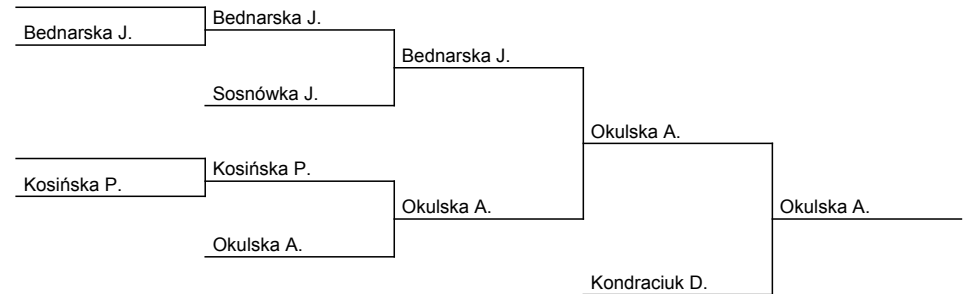 Bednarska J.
Bednarska J.
Bednarska J.
Sosnówka J.
Okulska A.
Kosińska P.
Kosińska P.
Okulska A.
Okulska A.
Okulska A.
Kondraciuk D.